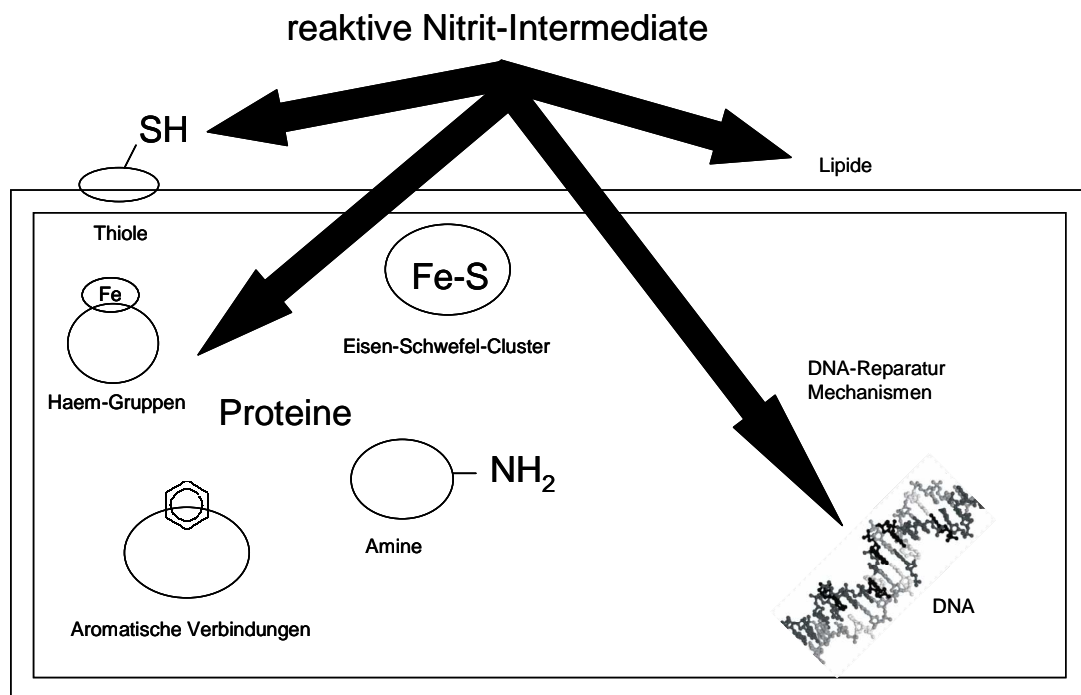 reaktive Nitrit-Intermediate
SH
Lipide
Thiole
Fe
Fe-S
Eisen-Schwefel-Cluster
DNA-Reparatur
Mechanismen
Haem-Gruppen
Proteine
NH₂
Amine
DNA
Aromatische Verbindungen